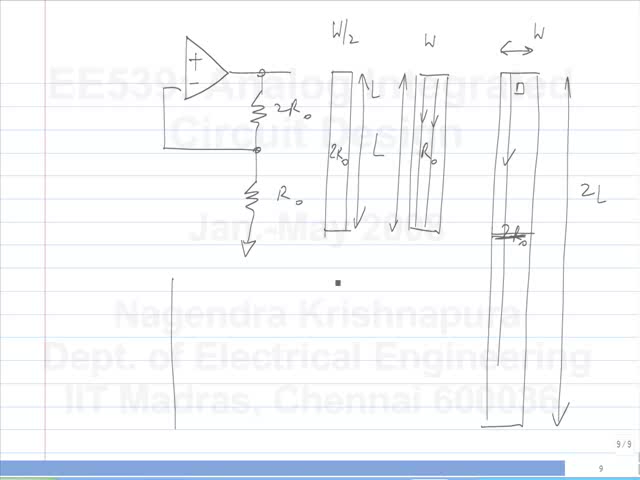 W/2
W
W
+
-
2R₀
R₀
2R₀
L
L
R₀
2R₀
2L
EE539: Analog Integrated
Circuit Design
Jan.-May 2008
Nagendra Krishnapura
Dept. of Electrical Engineering
IIT Madras, Chennai 600036
9/9
9